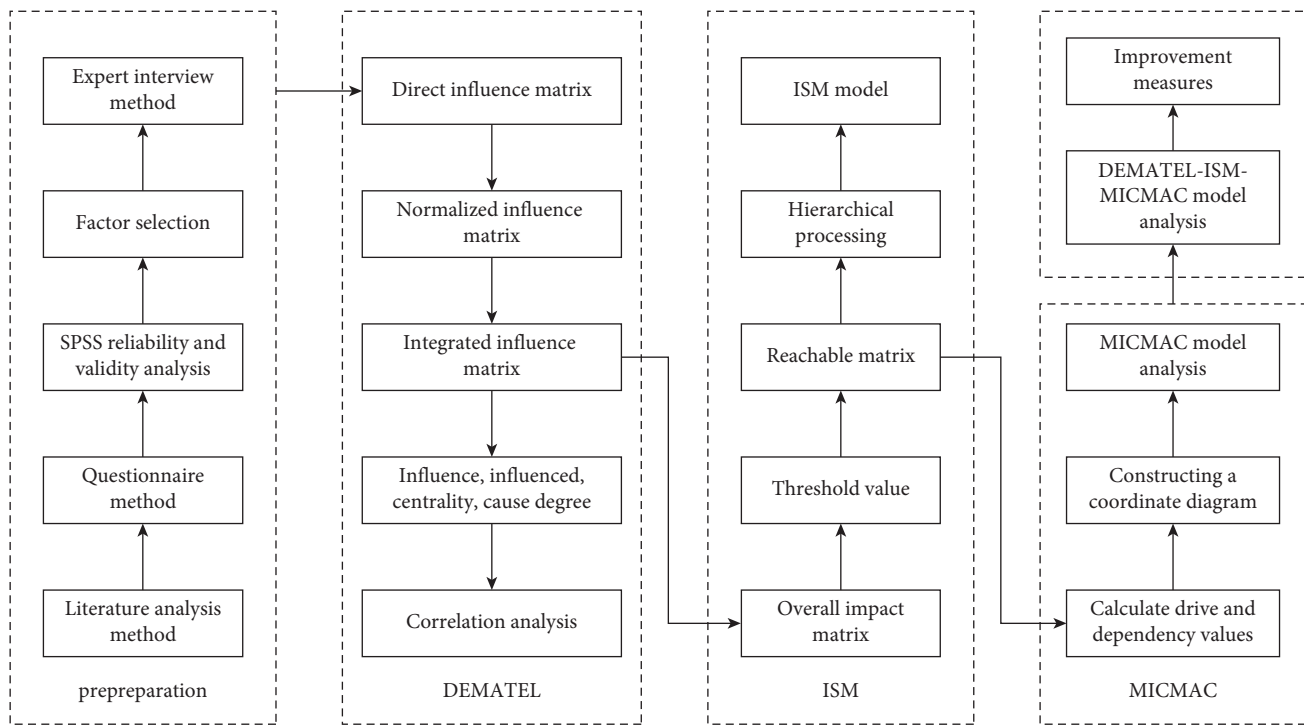 Expert interview
method
Factor selection
SPSS reliability and
validity analysis
Questionnaire
method
Literature analysis
method
prepreparation
Direct influence matrix
Normalized influence
matrix
Integrated influence
matrix
Influence, influenced,
centrality, cause degree
Correlation analysis
DEMATEL
ISM model
Hierarchical
processing
Reachable matrix
Threshold value
Overall impact
matrix
ISM
Improvement
measures
DEMATEL-ISM-
MICMAC model
analysis
MICMAC model
analysis
Constructing a
coordinate diagram
Calculate drive and
dependency values
MICMAC